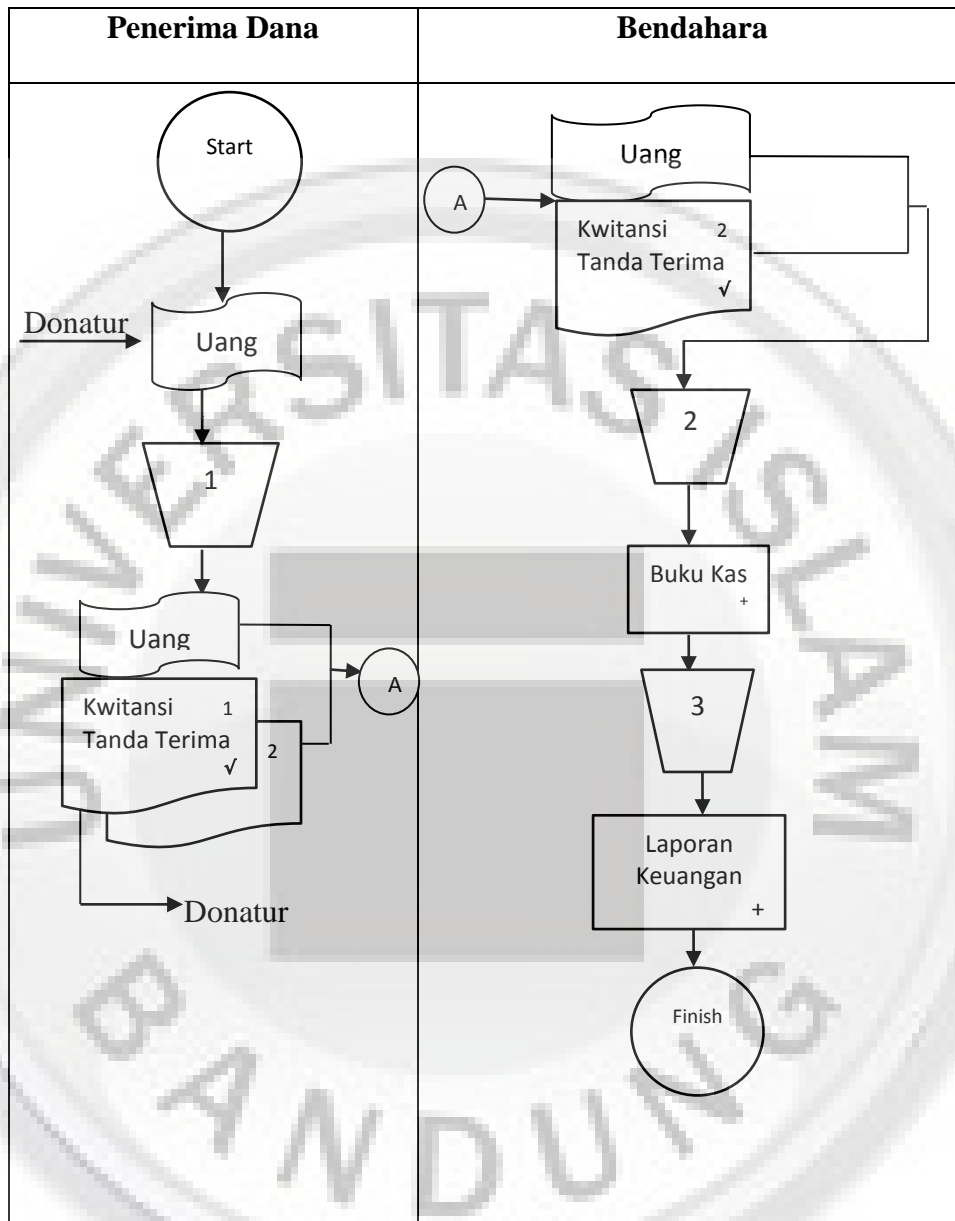 Penerima Dana
Bendahara
Start
Donatur
Uang
1
Uang
Kwitansi 1
Tanda Terima
√
2
A
Donatur
A
Uang
Kwitansi 2
Tanda Terima
√
2
Buku Kas
+
3
Laporan
Keuangan
+
Finish
UNIVERSITAS ISLAM
BANDUNG